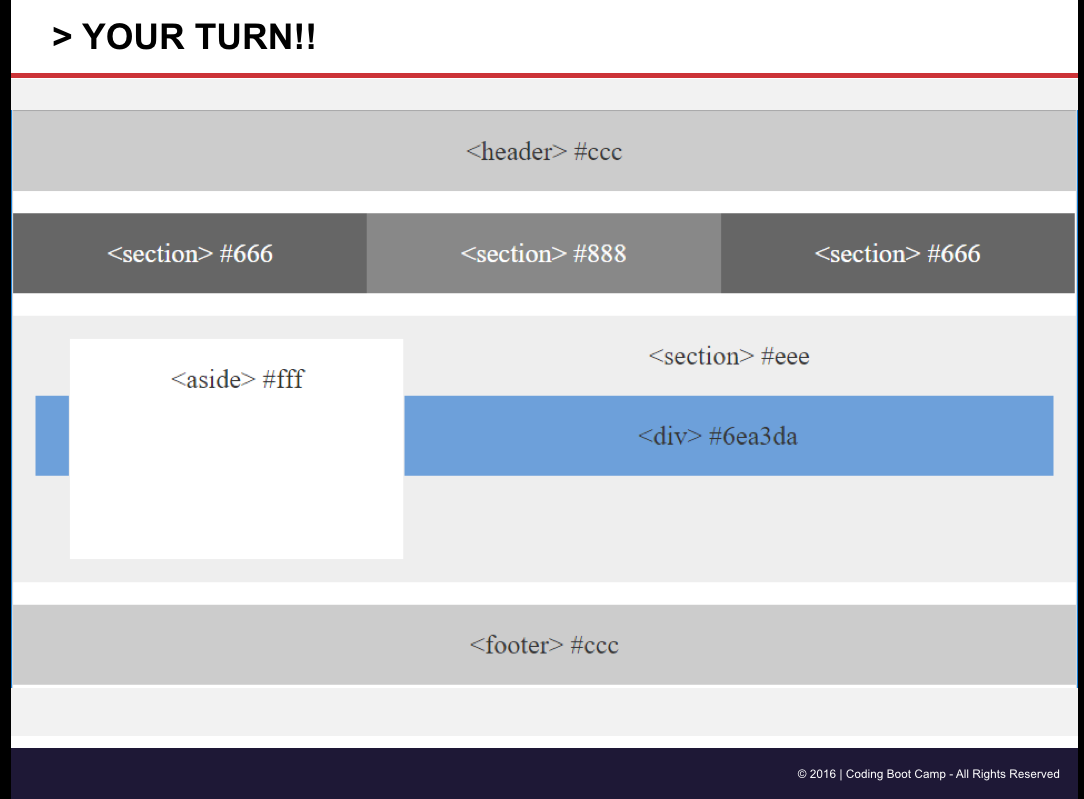 > YOUR TURN!!
<header> #ccc
<section> #666
<section> #888
<section> #666
<section> #eee
<aside> #fff
<div> #6ea3da
<footer> #ccc
© 2016 | Coding Boot Camp - All Rights Reserved